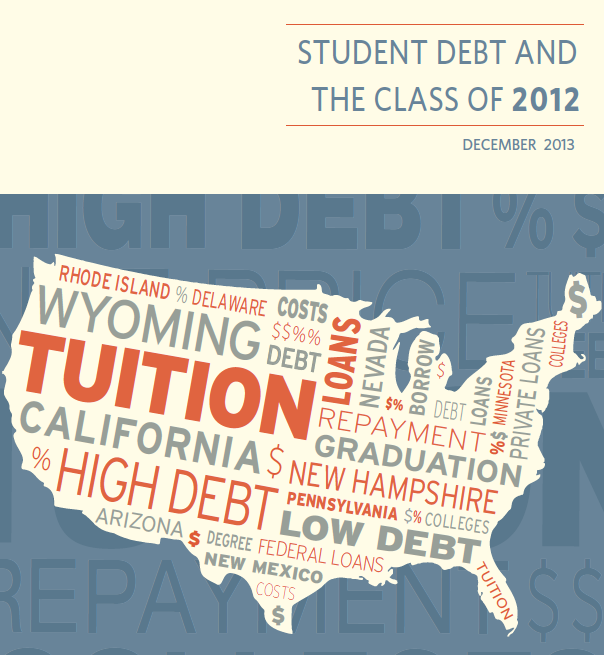 STUDENT DEBT AND
THE CLASS OF 2012
DECEMBER 2013
HIGH DEBT % $
PRICE
RHODE ISLAND % DELAWARE
COSTS
WYOMING
$$%%
DEBT
LOANS
NEVADA
$%
BORROW
$
DEBT
LOANS
%$ MINNESOTA
PRIVATE LOANS
COLLEGES
$
TUITION
REPAYMENT
CALIFORNIA
$
GRADUATION
% HIGH DEBT
NEW HAMPSHIRE
PENNSYLVANIA $% COLLEGES
ARIZONA
$ DEGREE
LOW DEBT
FEDERAL LOANS
NEW MEXICO
COSTS
$
TUITION
REPAYMENT $$